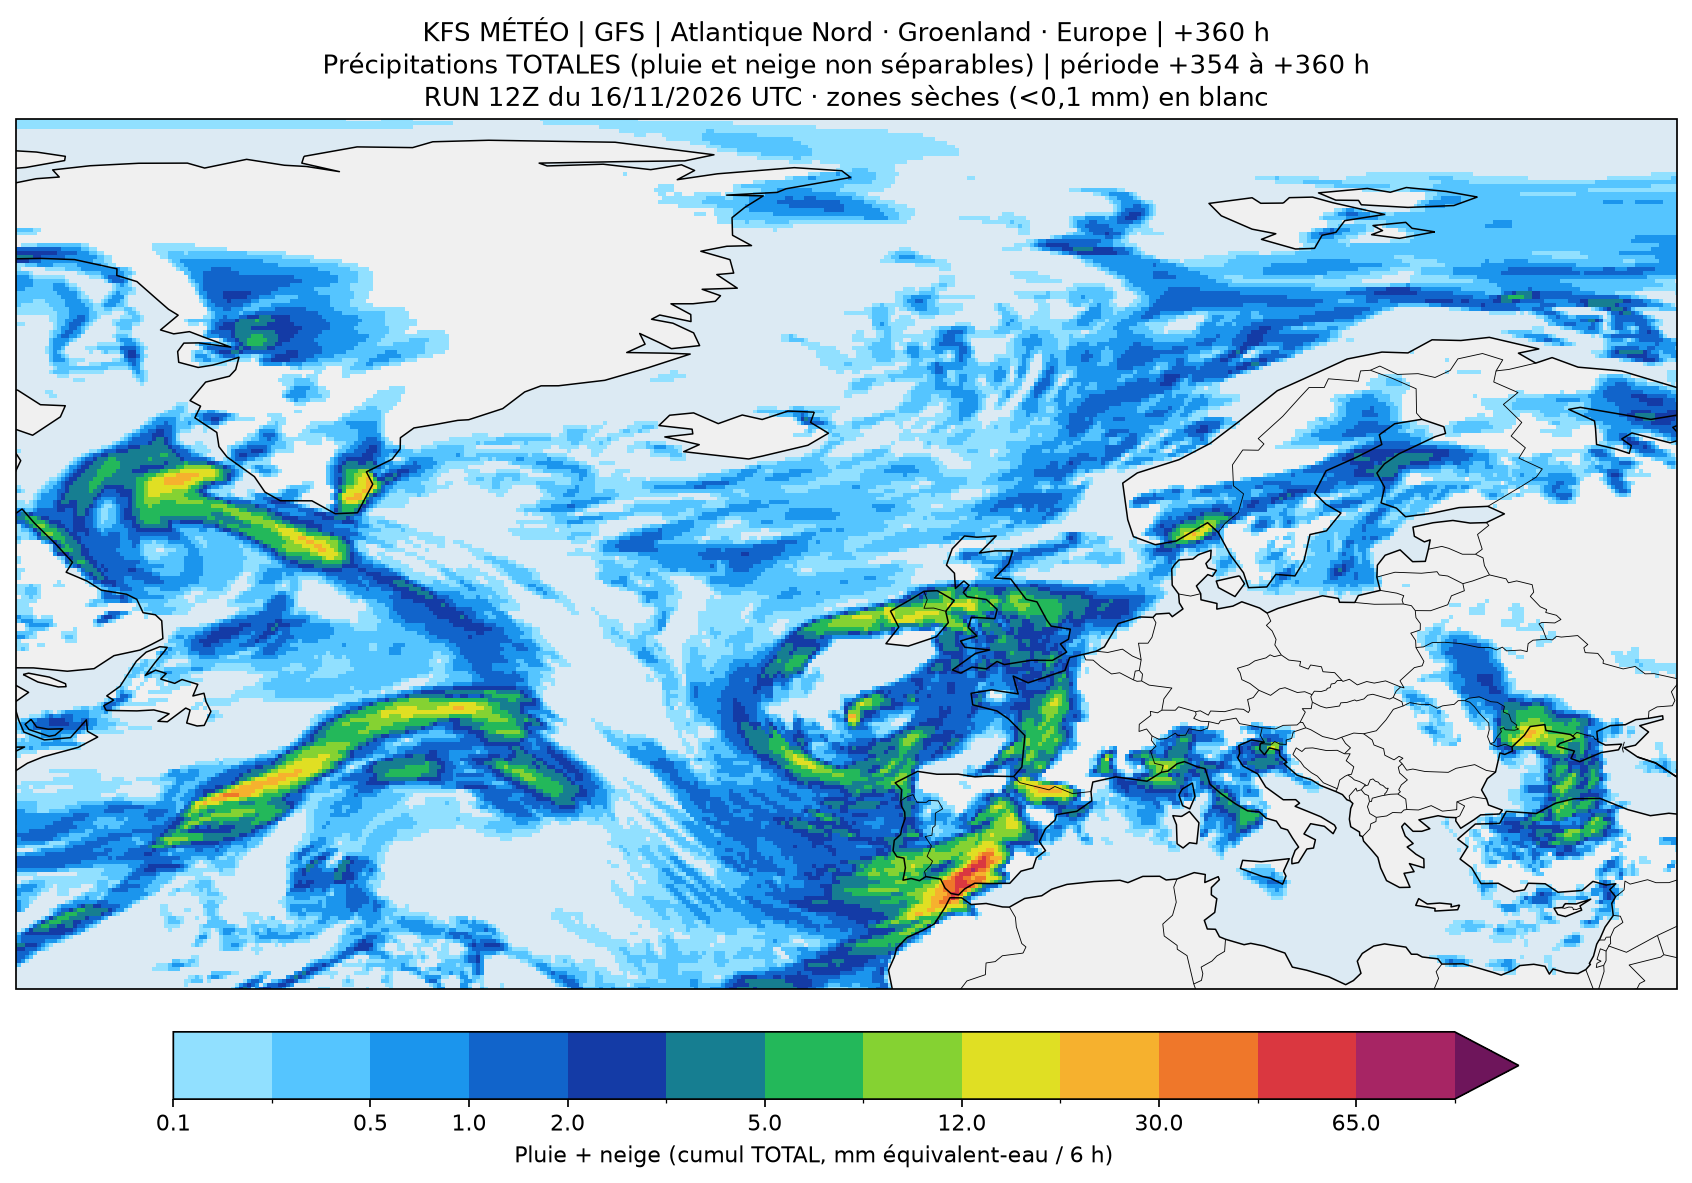 KFS MÉTÉO | GFS | Atlantique Nord · Groenland · Europe | +360 h
Précipitations TOTALES (pluie et neige non séparables) | période +354 à +360 h
RUN 12Z du 16/11/2026 UTC · zones sèches (<0,1 mm) en blanc
0.1 0.5 1.0 2.0 5.0 12.0 30.0 65.0
Pluie + neige (cumul TOTAL, mm équivalent-eau / 6 h)